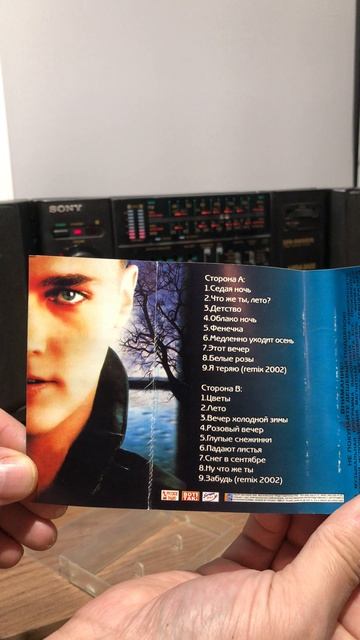 SONY
Сторона А:
1.Седая ночь
2.Что же ты, лето?
3.Детство
4.Облако ночь
5.Фенечка
6.Медленно уходит осень
7.Этот вечер
8.Белые розы
9.Я теряю (remix 2002)
Сторона В:
1.Цветы
2.Лето
3.Вечер холодной зимы
4.Розовый вечер
5.Глупые снежинки
6.Падают листья
7.Снег в сентябре
8.Ну что же ты
9.Забудь (remix 2002)